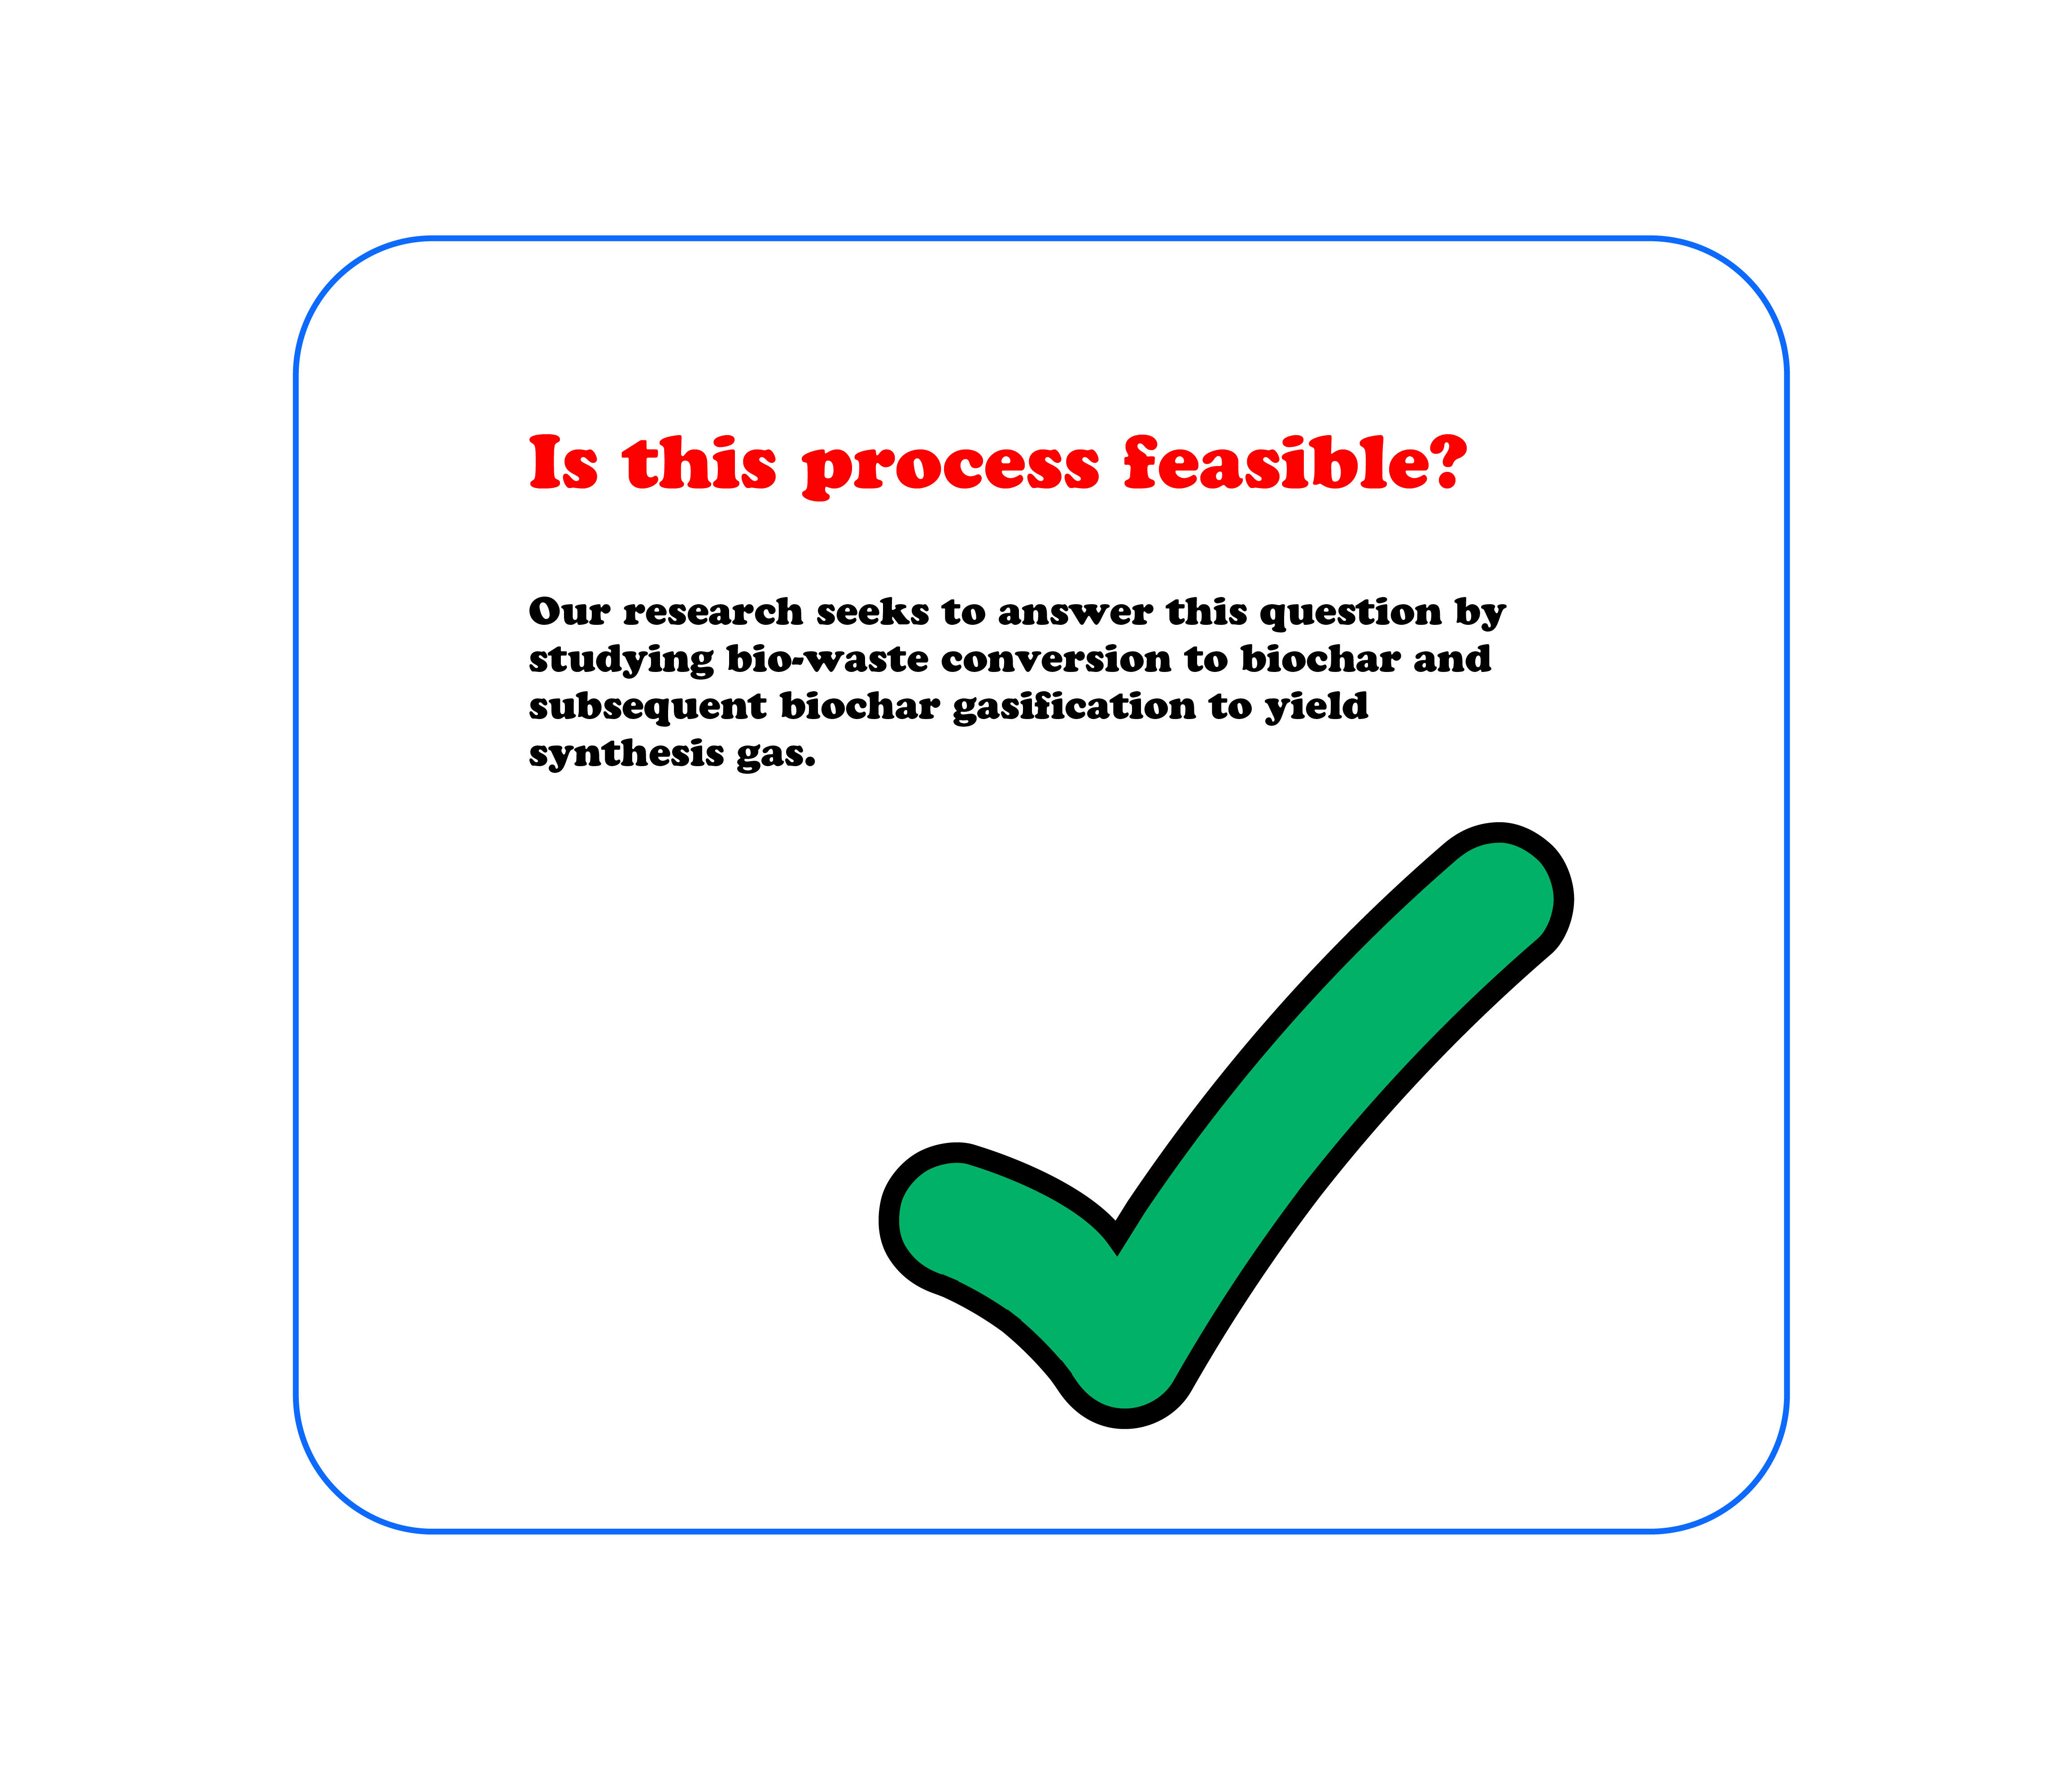 Is this process feasible?
Our research seeks to answer this question by
studying bio-waste conversion to biochar and
subsequent biochar gasification to yield
synthesis gas.